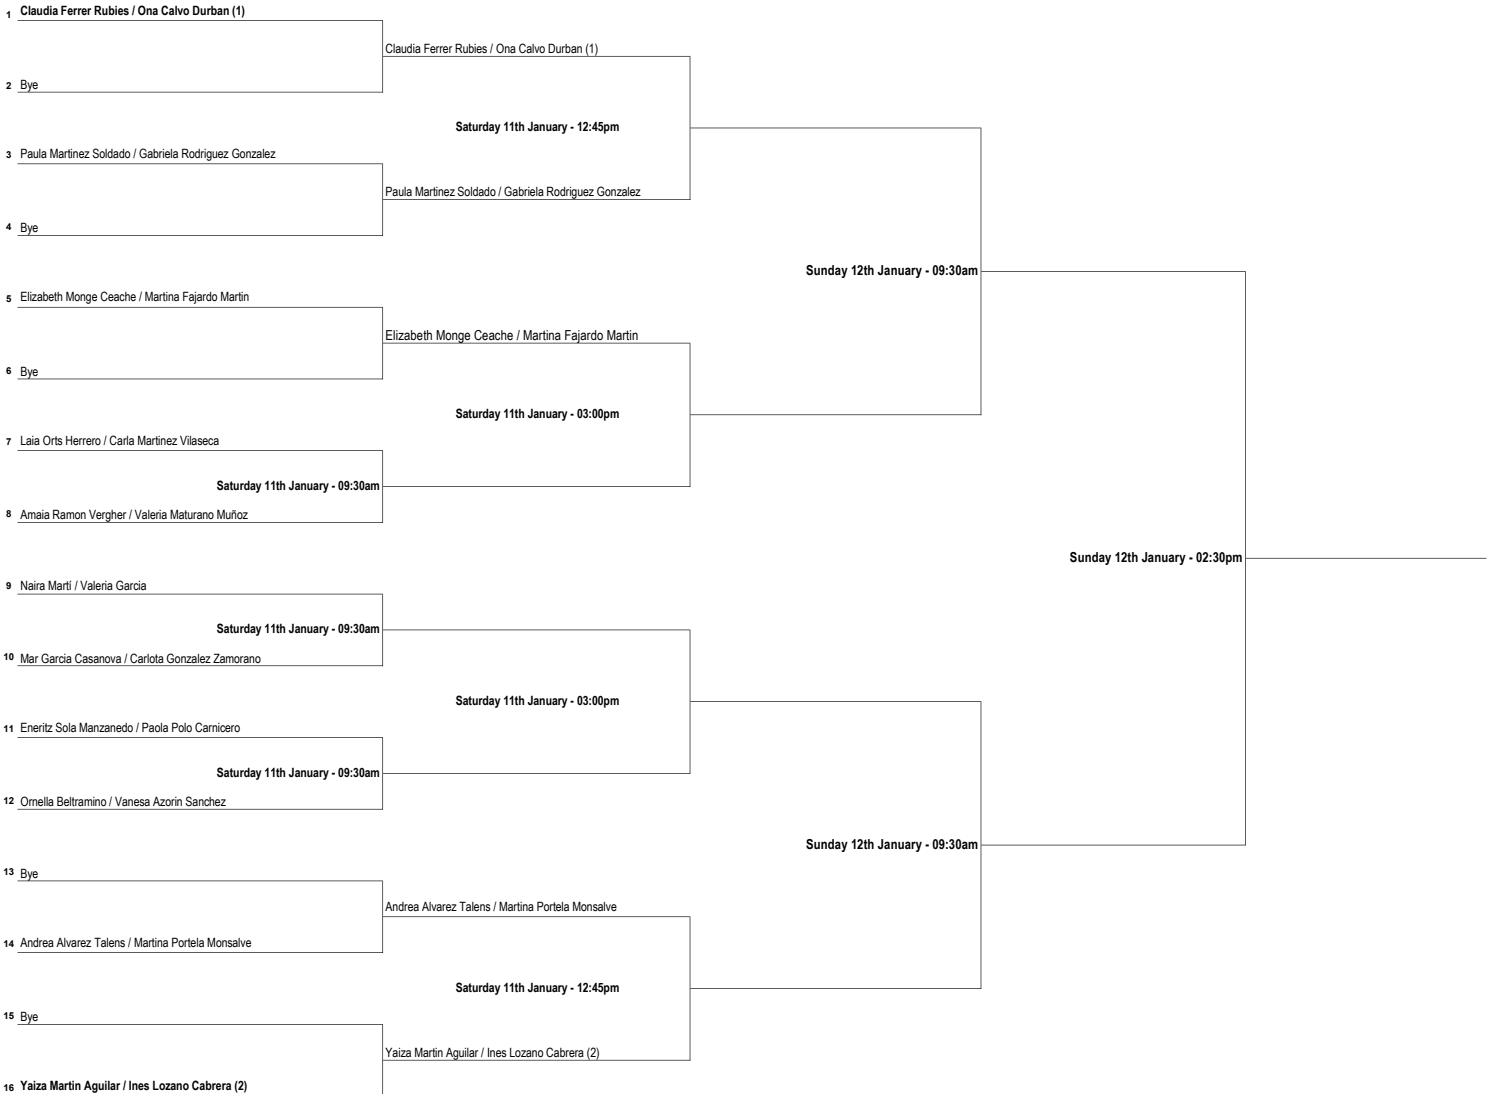 1 Claudia Ferrer Rubies / Ona Calvo Durban (1)
Claudia Ferrer Rubies / Ona Calvo Durban (1)
2 Bye
Saturday 11th January - 12:45pm
3 Paula Martinez Soldado / Gabriela Rodriguez Gonzalez
Paula Martinez Soldado / Gabriela Rodriguez Gonzalez
4 Bye
Sunday 12th January - 09:30am
5 Elizabeth Monge Ceache / Martina Fajardo Martin
Elizabeth Monge Ceache / Martina Fajardo Martin
6 Bye
Saturday 11th January - 03:00pm
7 Laia Orts Herrero / Carla Martinez Vilaseca
Saturday 11th January - 09:30am
8 Amaia Ramon Vergher / Valeria Maturano Muñoz
Sunday 12th January - 02:30pm
9 Naira Martí / Valeria Garcia
Saturday 11th January - 09:30am
10 Mar Garcia Casanova / Carlota Gonzalez Zamorano
Saturday 11th January - 03:00pm
11 Eneritz Sola Manzanedo / Paola Polo Carnicero
Saturday 11th January - 09:30am
12 Ornella Beltramino / Vanesa Azorin Sanchez
Sunday 12th January - 09:30am
13 Bye
Andrea Alvarez Talens / Martina Portela Monsalve
14 Andrea Alvarez Talens / Martina Portela Monsalve
Saturday 11th January - 12:45pm
15 Bye
Yaiza Martin Aguilar / Ines Lozano Cabrera (2)
16 Yaiza Martin Aguilar / Ines Lozano Cabrera (2)